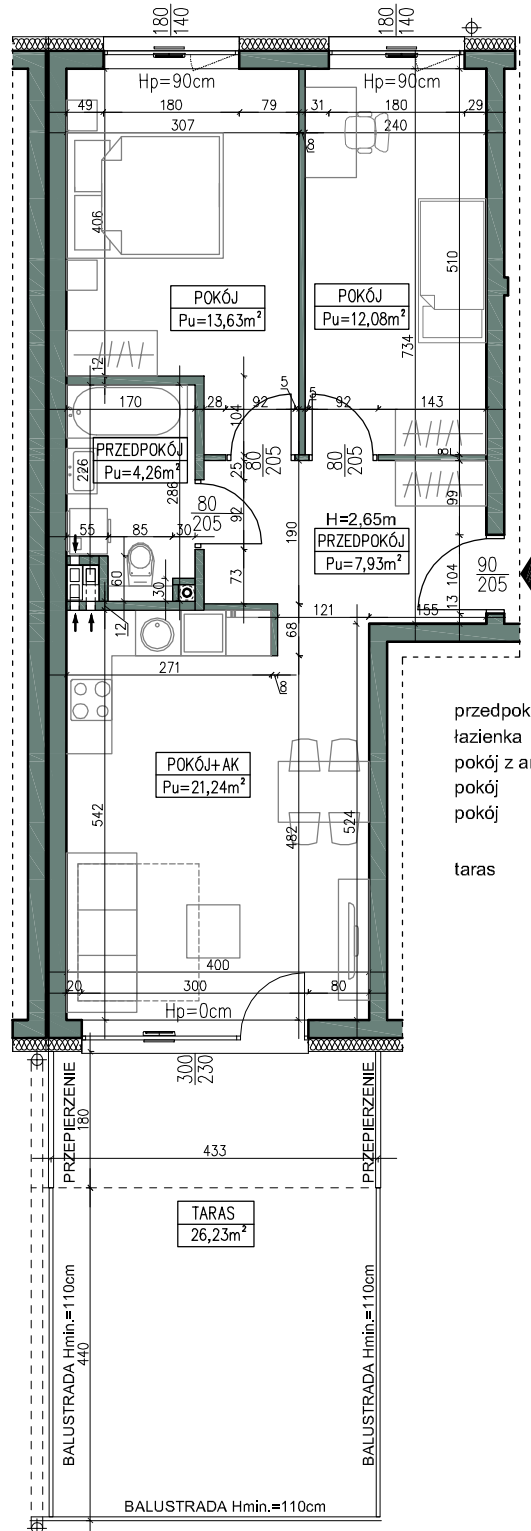 180
140
180
140
Hp=90cm
Hp=90cm
49
180
79
31
180
29
307
240
8
406
510
POKÓJ
Pu=13,63m²
POKÓJ
Pu=12,08m²
734
12
170
28
92
5
5
92
143
104
PRZEDPOKÓJ
Pu=4,26m²
226
286
80
205
80
205
8
25
80
205
92
99
55
85
30
190
H=2,65m
PRZEDPOKÓJ
Pu=7,93m²
90
205
60
30
73
104
13
12
121
155
68
271
8
POKÓJ+AK
Pu=21,24m²
542
482
524
przedpok
łazienka
pokój z a
pokój
pokój
taras
400
20
300
80
Hp=0cm
300
230
PRZEPIERZENIE
180
PRZEPIERZENIE
433
TARAS
26,23m²
BALUSTRADA Hmin.=110cm
440
BALUSTRADA Hmin.=110cm
BALUSTRADA Hmin.=110cm